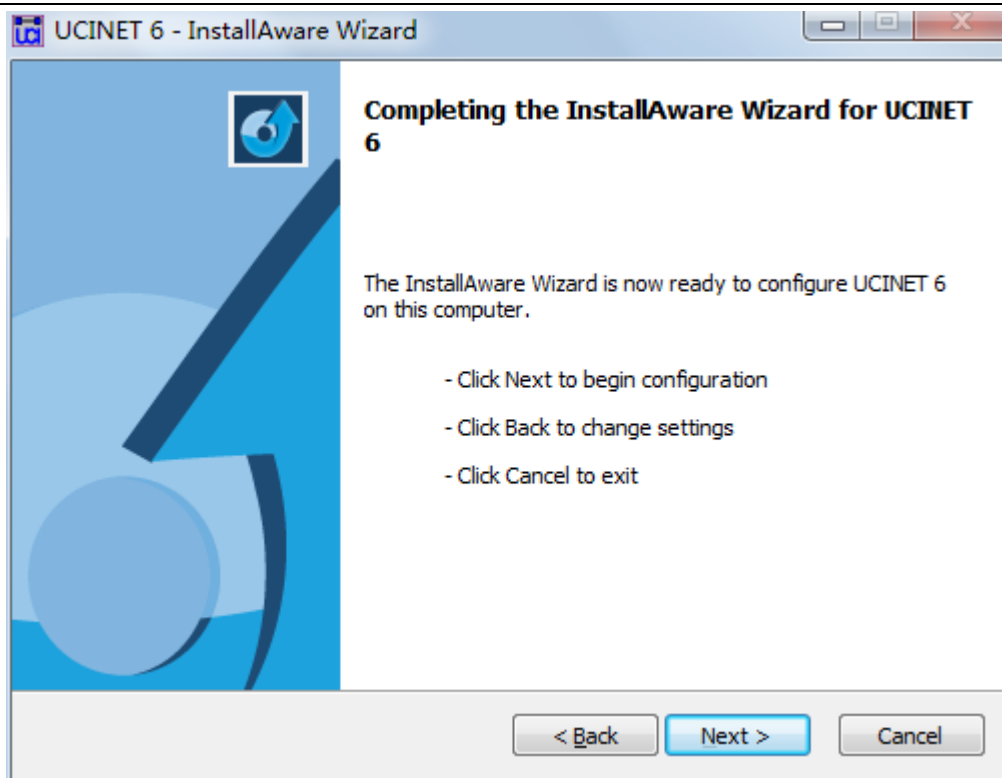 UCINET 6 - InstallAware Wizard
Completing the InstallAware Wizard for UCINET
6
The InstallAware Wizard is now ready to configure UCINET 6
on this computer.
- Click Next to begin configuration
- Click Back to change settings
- Click Cancel to exit
< Back Next > Cancel